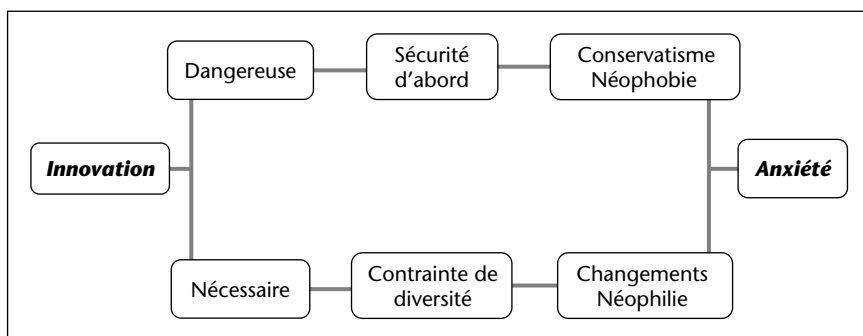 Dangereuse
Sécurité
d’abord
Conservatisme
Néophobie
Innovation
Anxiété
Nécessaire
Contrainte de
diversité
Changements
Néophilie